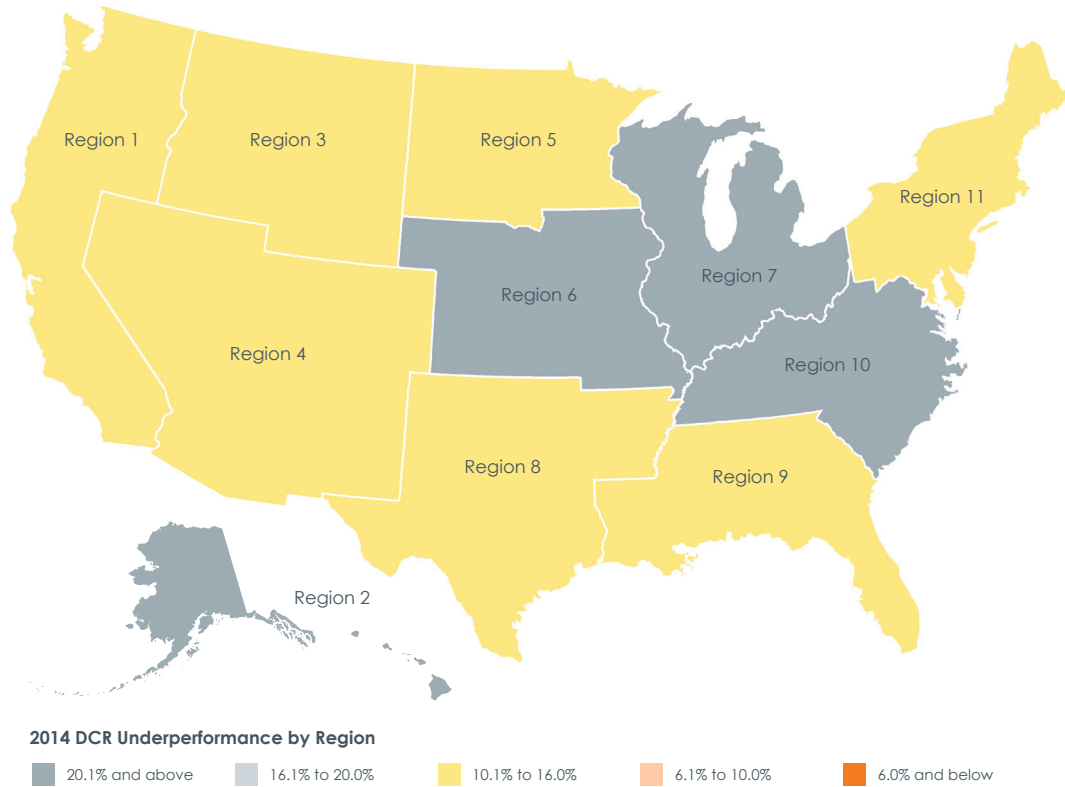 Region 1
Region 3
Region 5
Region 11
Region 7
Region 6
Region 4
Region 10
Region 8
Region 9
Region 2
2014 DCR Underperformance by Region
20.1% and above
16.1% to 20.0%
10.1% to 16.0%
6.1% to 10.0%
6.0% and below